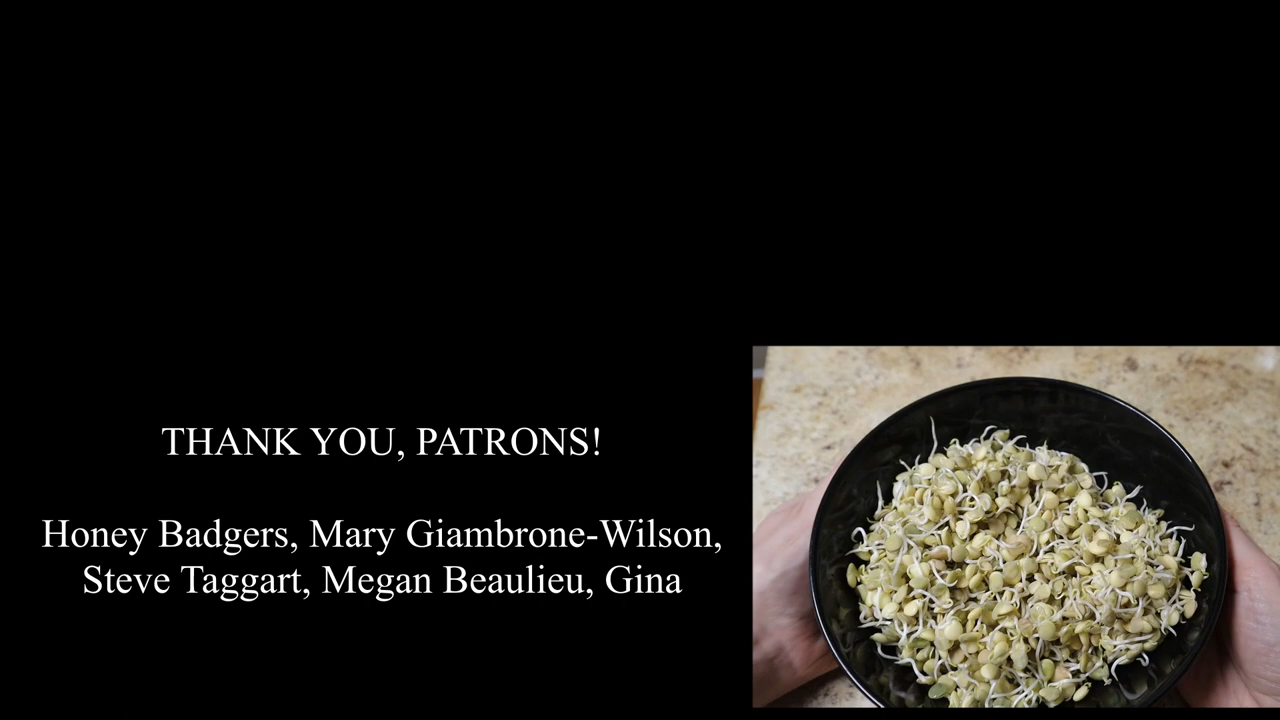 THANK YOU, PATRONS!
Honey Badgers, Mary Giambrone-Wilson,
Steve Taggart, Megan Beaulieu, Gina